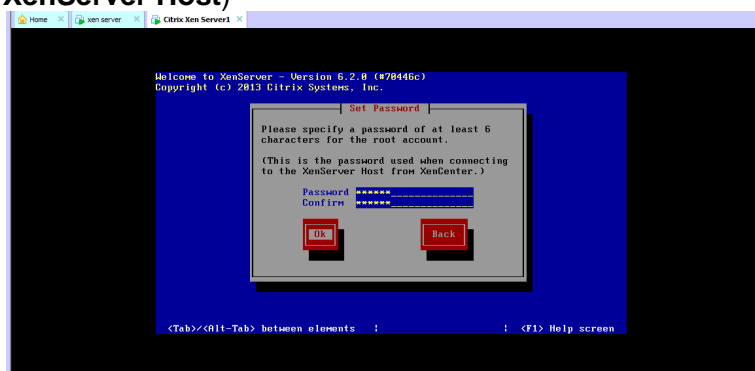 XenServer Host)
Home × xen server × Citrix Xen Server1 ×
Welcome to XenServer - Version 6.2.0 (#70446c)
Copyright (c) 2013 Citrix Systems, Inc.
Set Password
Please specify a password of at least 6
characters for the root account.
(This is the password used when connecting
to the XenServer Host from XenCenter.)
Password ******
Confirm ******
Ok Back
<Tab>/<Alt-Tab> between elements | | <F1> Help screen